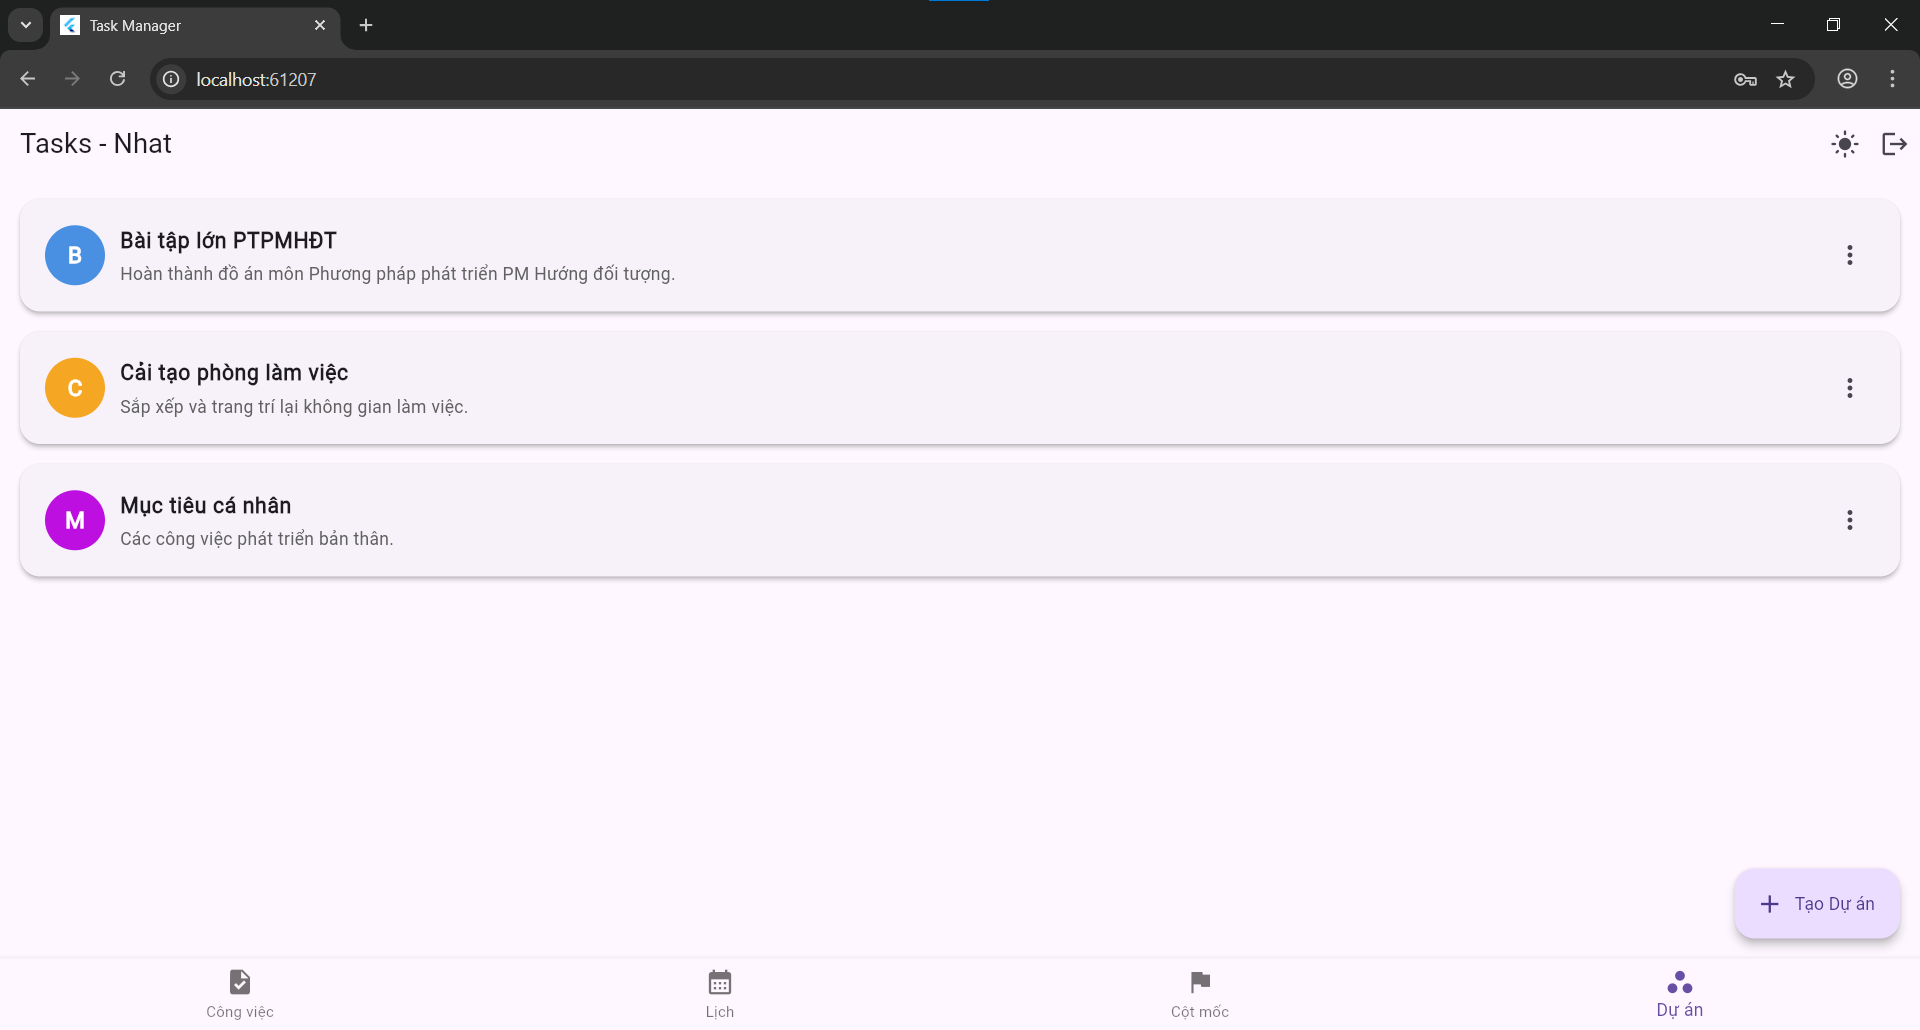 Task Manager
localhost:61207
Tasks - Nhat
B
Bài tập lớn PTPMHĐT
Hoàn thành đồ án môn Phương pháp phát triển PM Hướng đối tượng.
C
Cải tạo phòng làm việc
Sắp xếp và trang trí lại không gian làm việc.
M
Mục tiêu cá nhân
Các công việc phát triển bản thân.
Tạo Dự án
Công việc
Lịch
Cột mốc
Dự án